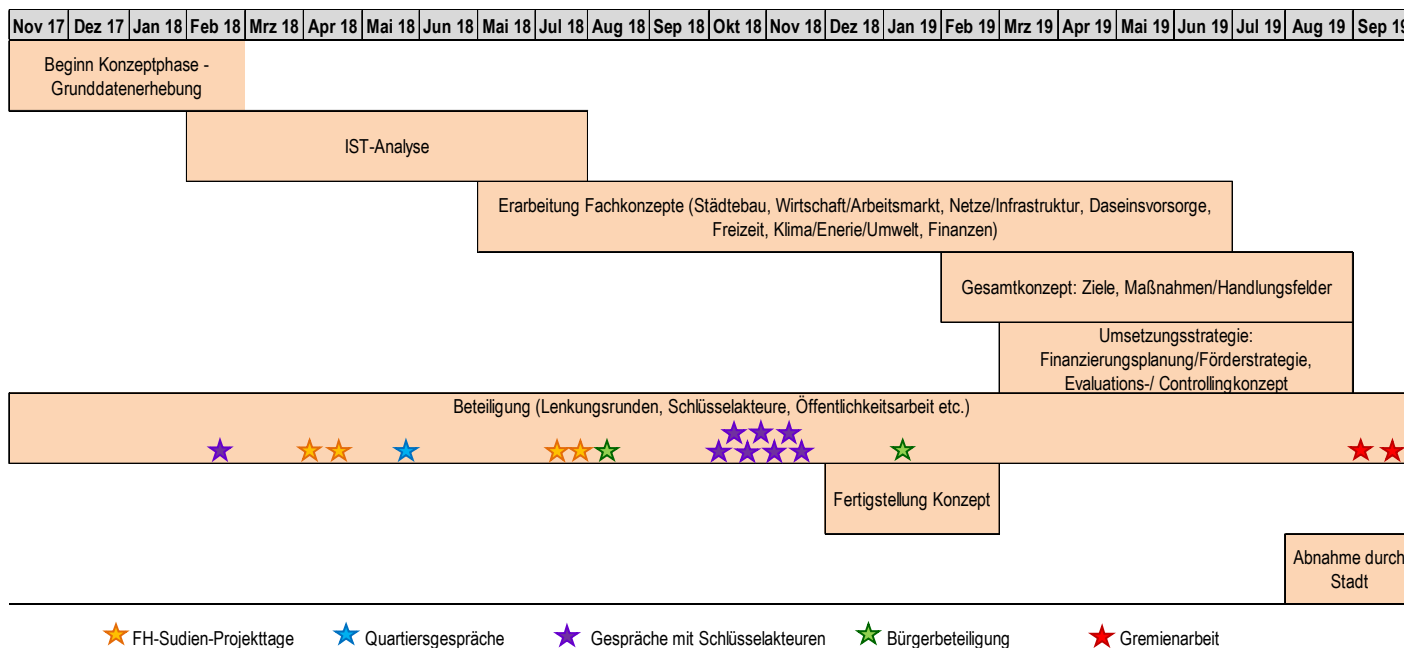 Nov 17 Dez 17 Jan 18 Feb 18 Mrz 18 Apr 18 Mai 18 Jun 18 Mai 18 Jul 18 Aug 18 Sep 18 Okt 18 Nov 18 Dez 18 Jan 19 Feb 19 Mrz 19 Apr 19 Mai 19 Jun 19 Jul 19 Aug 19 Sep 19
Beginn Konzeptphase -
Grunddatenerhebung
IST-Analyse
Erarbeitung Fachkonzepte (Städtebau, Wirtschaft/Arbeitsmarkt, Netze/Infrastruktur, Daseinsvorsorge,
Freizeit, Klima/Enerie/Umwelt, Finanzen)
Gesamtkonzept: Ziele, Maßnahmen/Handlungsfelder
Umsetzungsstrategie:
Finanzierungsplanung/Förderstrategie,
Evaluations-/ Controllingkonzept
Beteiligung (Lenkungsrunden, Schlüsselakteure, Öffentlichkeitsarbeit etc.)
Fertigstellung Konzept
Abnahme durch
Stadt
FH-Sudien-Projekttage Quartiersgespräche Gespräche mit Schlüsselakteuren Bürgerbeteiligung Gremienarbeit